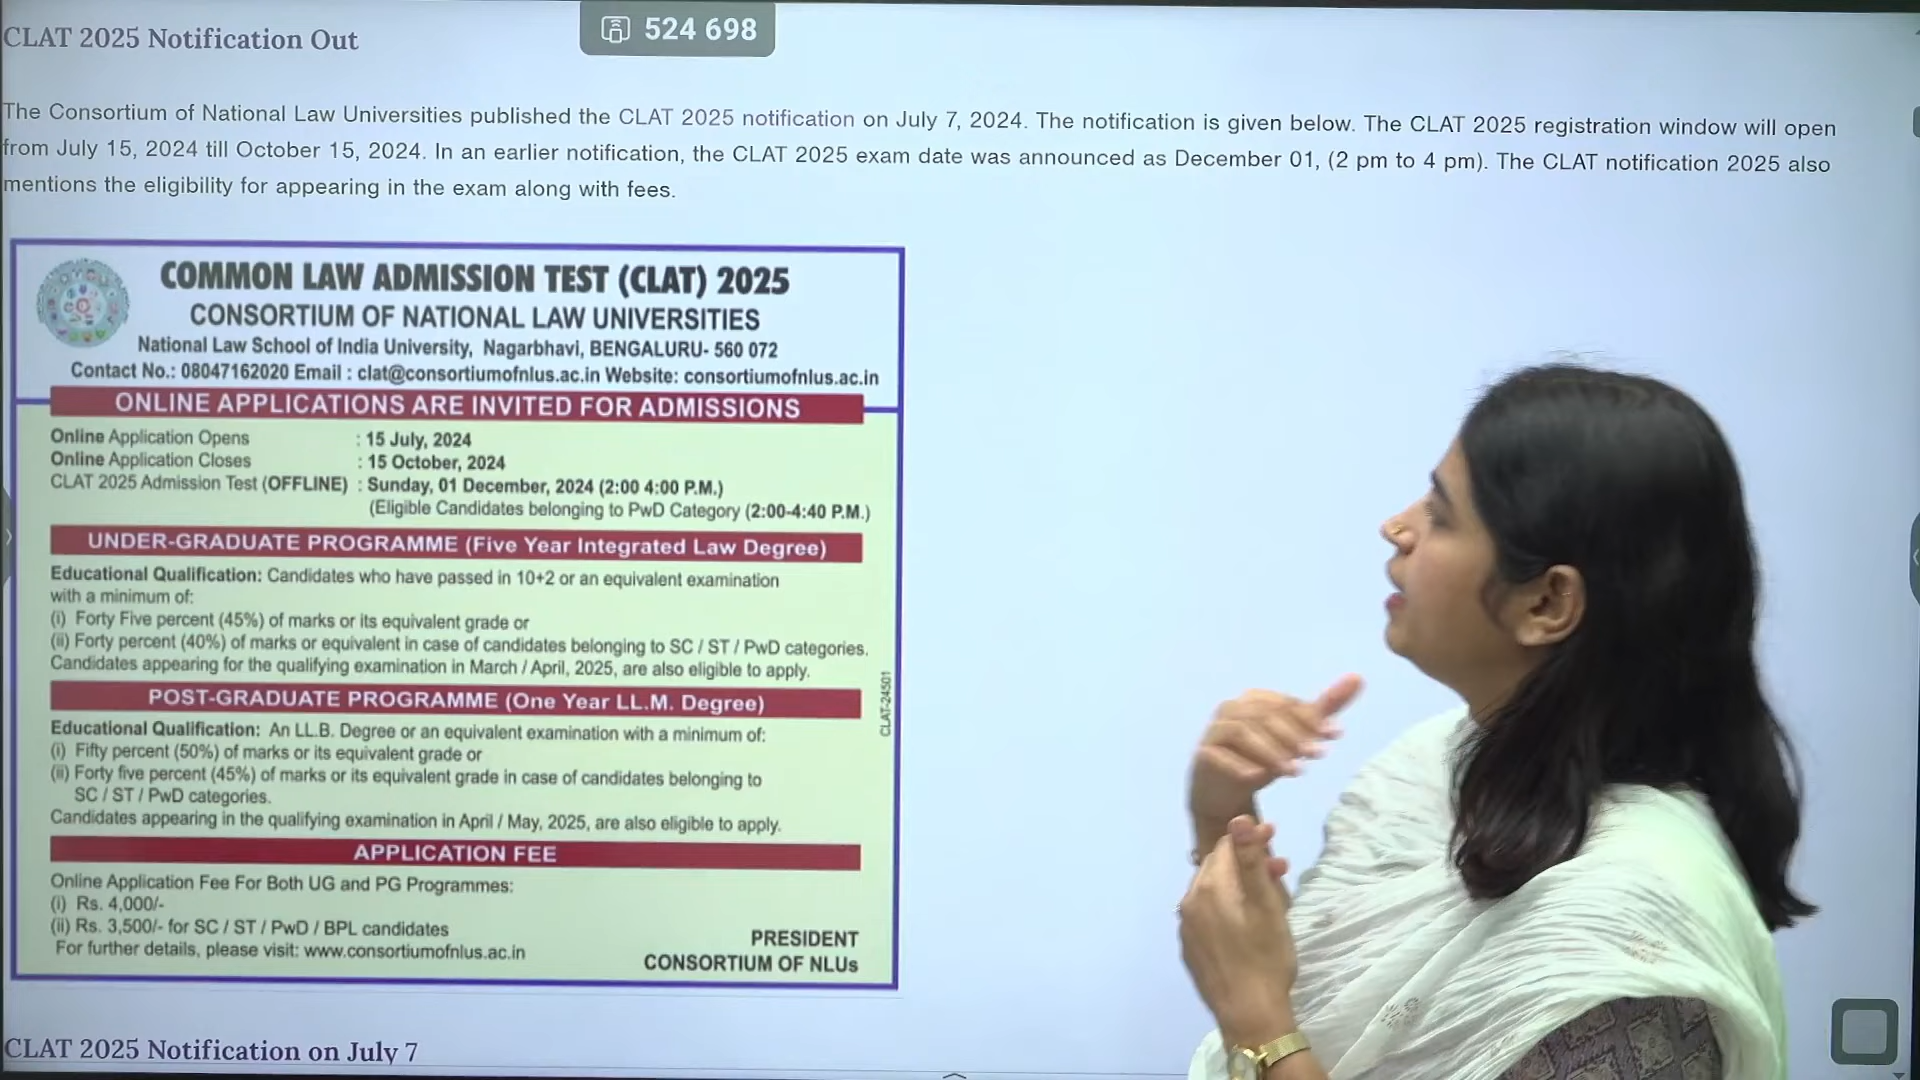 CLAT 2025 Notification Out
524 698
The Consortium of National Law Universities published the CLAT 2025 notification on July 7, 2024. The notification is given below. The CLAT 2025 registration window will open
from July 15, 2024 till October 15, 2024. In an earlier notification, the CLAT 2025 exam date was announced as December 01, (2 pm to 4 pm). The CLAT notification 2025 also
mentions the eligibility for appearing in the exam along with fees.
COMMON LAW ADMISSION TEST (CLAT) 2025
CONSORTIUM OF NATIONAL LAW UNIVERSITIES
National Law School of India University, Nagarbhavi, BENGALURU- 560 072
Contact No.: 08047162020 Email : clat@consortiumofnlus.ac.in Website: consortiumofnlus.ac.in
ONLINE APPLICATIONS ARE INVITED FOR ADMISSIONS
Online Application Opens : 15 July, 2024
Online Application Closes : 15 October, 2024
CLAT 2025 Admission Test (OFFLINE) : Sunday, 01 December, 2024 (2:00 4:00 P.M.)
(Eligible Candidates belonging to PwD Category (2:00-4:40 P.M.)
UNDER-GRADUATE PROGRAMME (Five Year Integrated Law Degree)
Educational Qualification: Candidates who have passed in 10+2 or an equivalent examination
with a minimum of:
(i) Forty Five percent (45%) of marks or its equivalent grade or
(ii) Forty percent (40%) of marks or equivalent in case of candidates belonging to SC / ST / PwD categories.
Candidates appearing for the qualifying examination in March / April, 2025, are also eligible to apply.
POST-GRADUATE PROGRAMME (One Year LL.M. Degree)
Educational Qualification: An LL.B. Degree or an equivalent examination with a minimum of:
(i) Fifty percent (50%) of marks or its equivalent grade or
(ii) Forty five percent (45%) of marks or its equivalent grade in case of candidates belonging to
SC / ST / PwD categories.
Candidates appearing in the qualifying examination in April / May, 2025, are also eligible to apply.
CLAT-24501
APPLICATION FEE
Online Application Fee For Both UG and PG Programmes:
(i) Rs. 4,000/-
(ii) Rs. 3,500/- for SC / ST / PwD / BPL candidates
For further details, please visit: www.consortiumofnlus.ac.in
PRESIDENT
CONSORTIUM OF NLUs
CLAT 2025 Notification on July 7